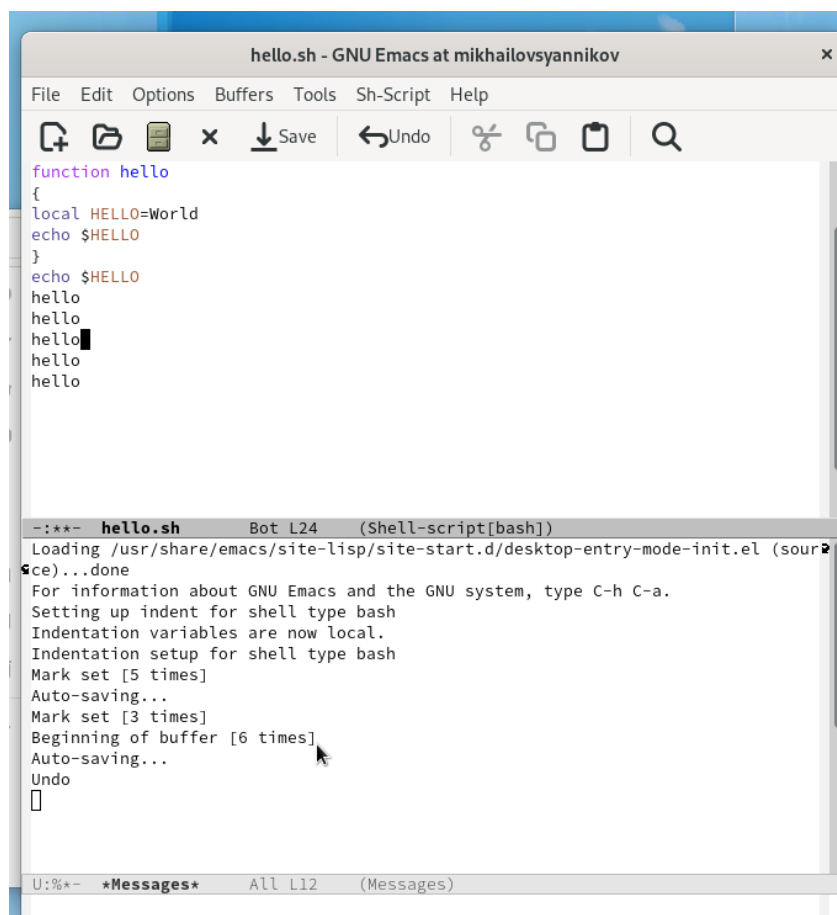 hello.sh - GNU Emacs at mikhailovsyannikov
File Edit Options Buffers Tools Sh-Script Help
Save Undo
function hello
{
local HELLO=World
echo $HELLO
}
echo $HELLO
hello
hello
hello
hello
hello
-:**- hello.sh Bot L24 (Shell-script[bash])
Loading /usr/share/emacs/site-lisp/site-start.d/desktop-entry-mode-init.el (sour
ce)...done
For information about GNU Emacs and the GNU system, type C-h C-a.
Setting up indent for shell type bash
Indentation variables are now local.
Indentation setup for shell type bash
Mark set [5 times]
Auto-saving...
Mark set [3 times]
Beginning of buffer [6 times]
Auto-saving...
Undo
U:%*- *Messages* All L12 (Messages)